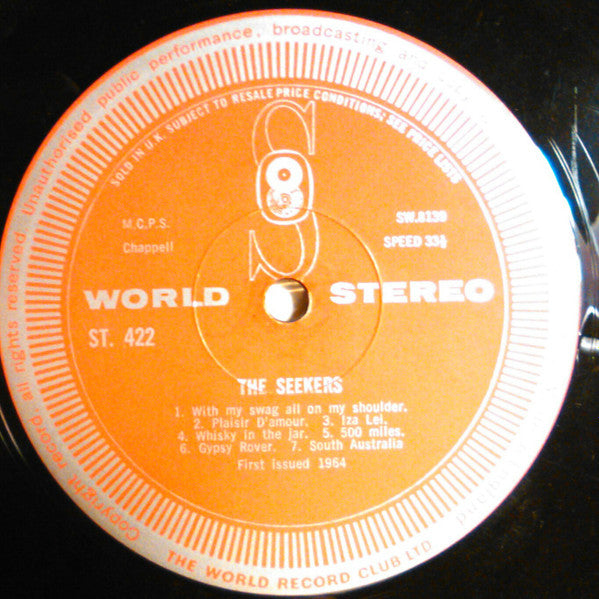 Copyright record all rights reserved Unauthorised public performance, broadcasting and
SOLD IN U.K. SUBJECT TO RESALE PRICE CONDITIONS; SEE PRICE LISTS
S
8
M.C.P.S.
Chappell
SW.8139
SPEED 33⅓
WORLD STEREO
ST. 422
THE SEEKERS
1. With my swag all on my shoulder.
2. Plaisir D'amour. 3. Iza Lei.
4. Whisky in the jar. 5. 500 miles.
6. Gypsy Rover. 7. South Australia
First issued 1964
THE WORLD RECORD CLUB LTD